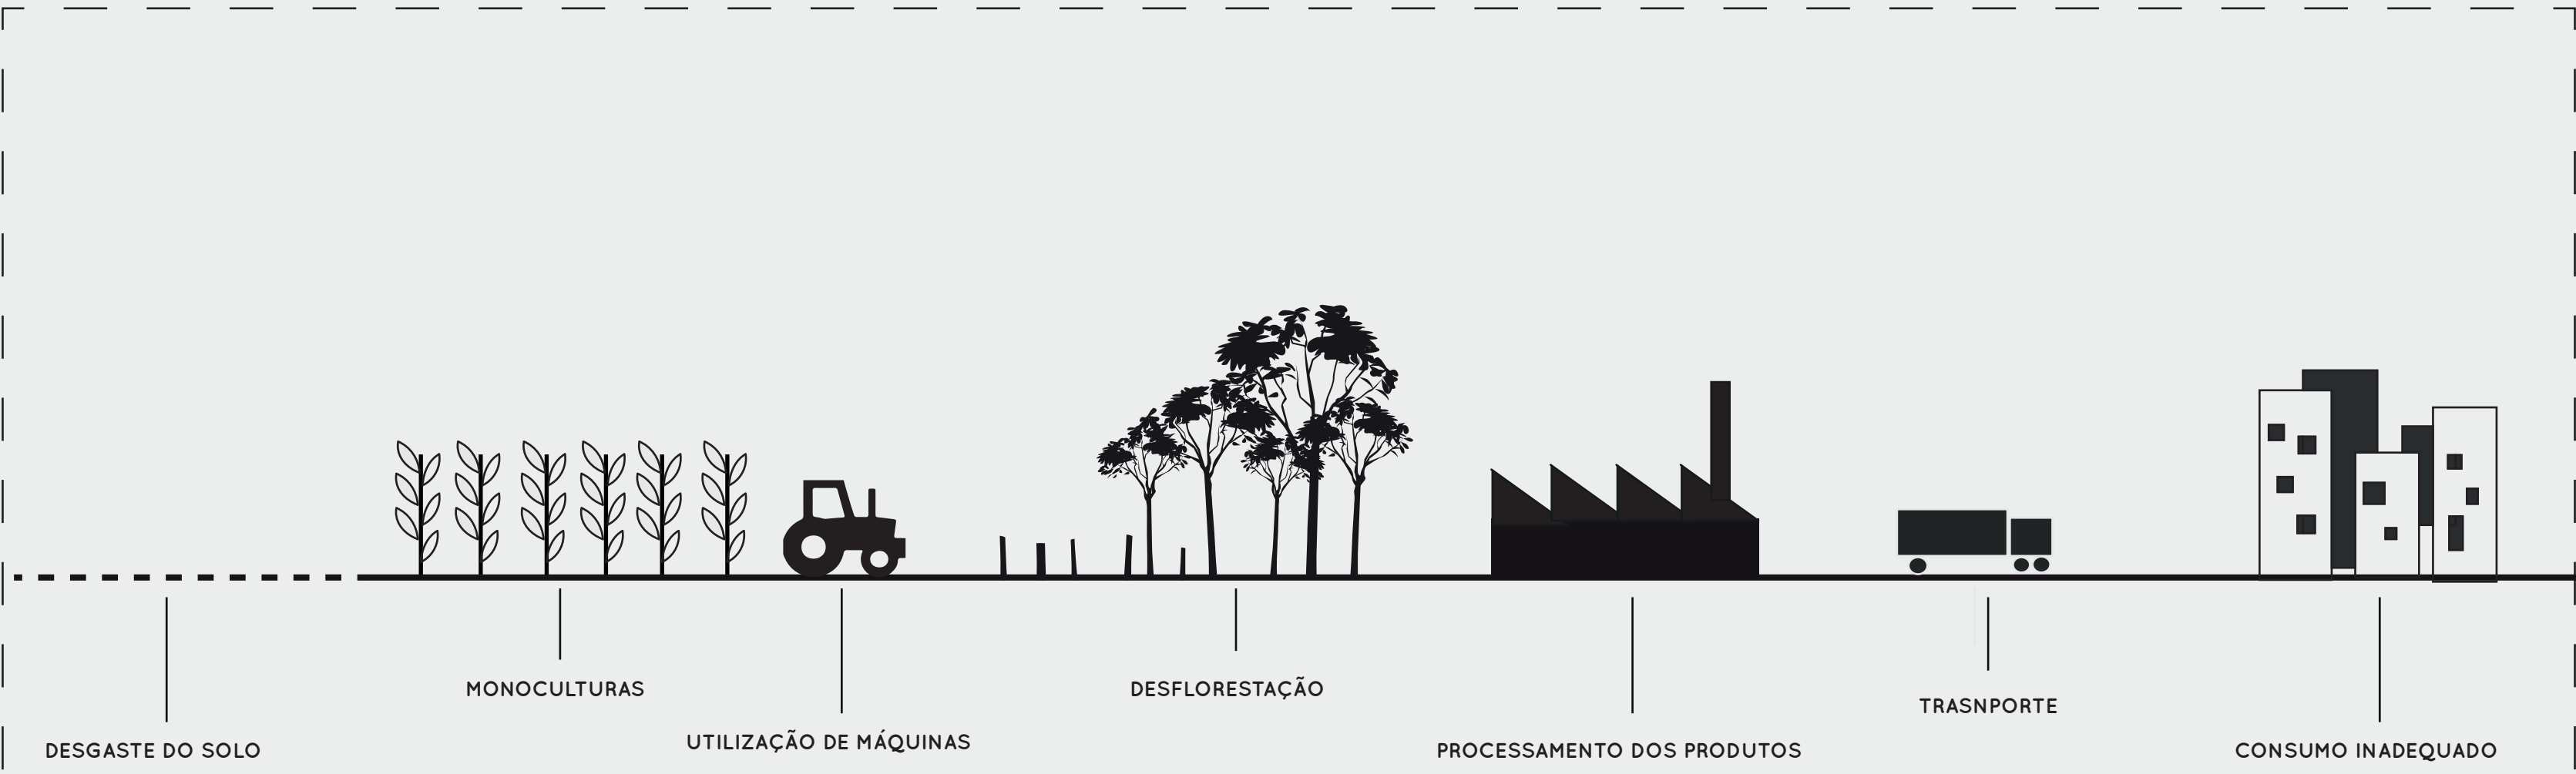 DESGASTE DO SOLO
MONOCULTURAS
UTILIZAÇÃO DE MÁQUINAS
DESFLORESTAÇÃO
PROCESSAMENTO DOS PRODUTOS
TRASNPORTE
CONSUMO INADEQUADO